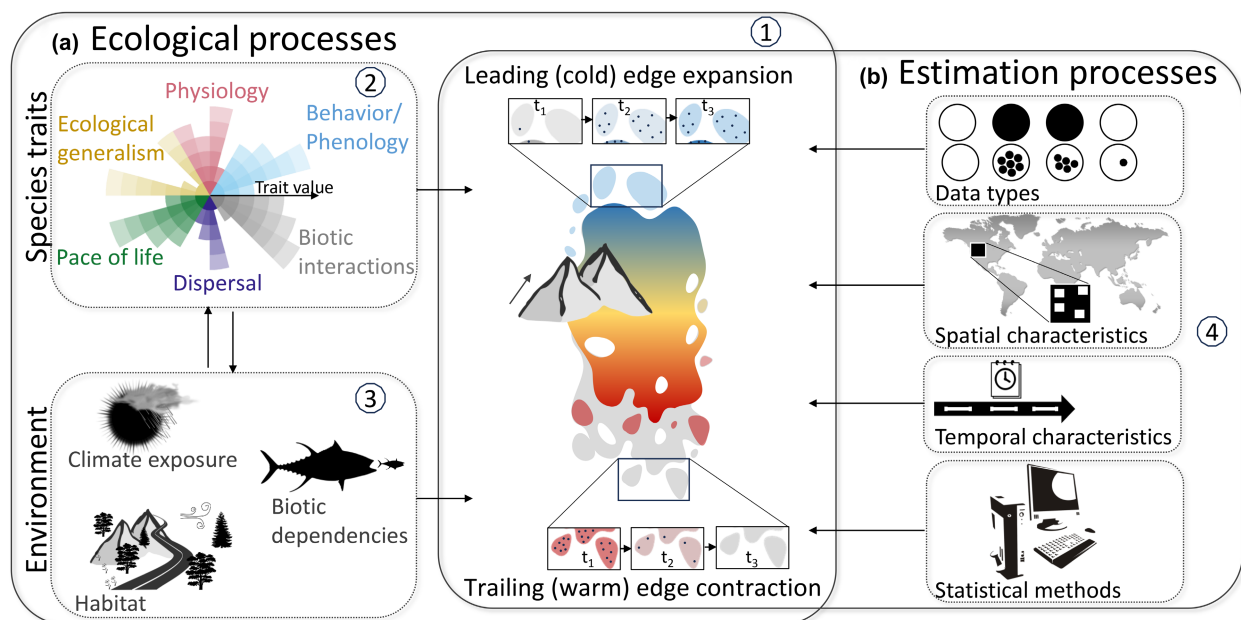 (a) Ecological processes
1
Species traits
2
Physiology
Behavior/
Phenology
Ecological
generalism
Trait value
Pace of life
Biotic
interactions
Dispersal
Environment
3
Climate exposure
Biotic
dependencies
Habitat
Leading (cold) edge expansion
t1
t2
t3
t1
t2
t3
Trailing (warm) edge contraction
(b) Estimation processes
Data types
Spatial characteristics
4
Temporal characteristics
Statistical methods